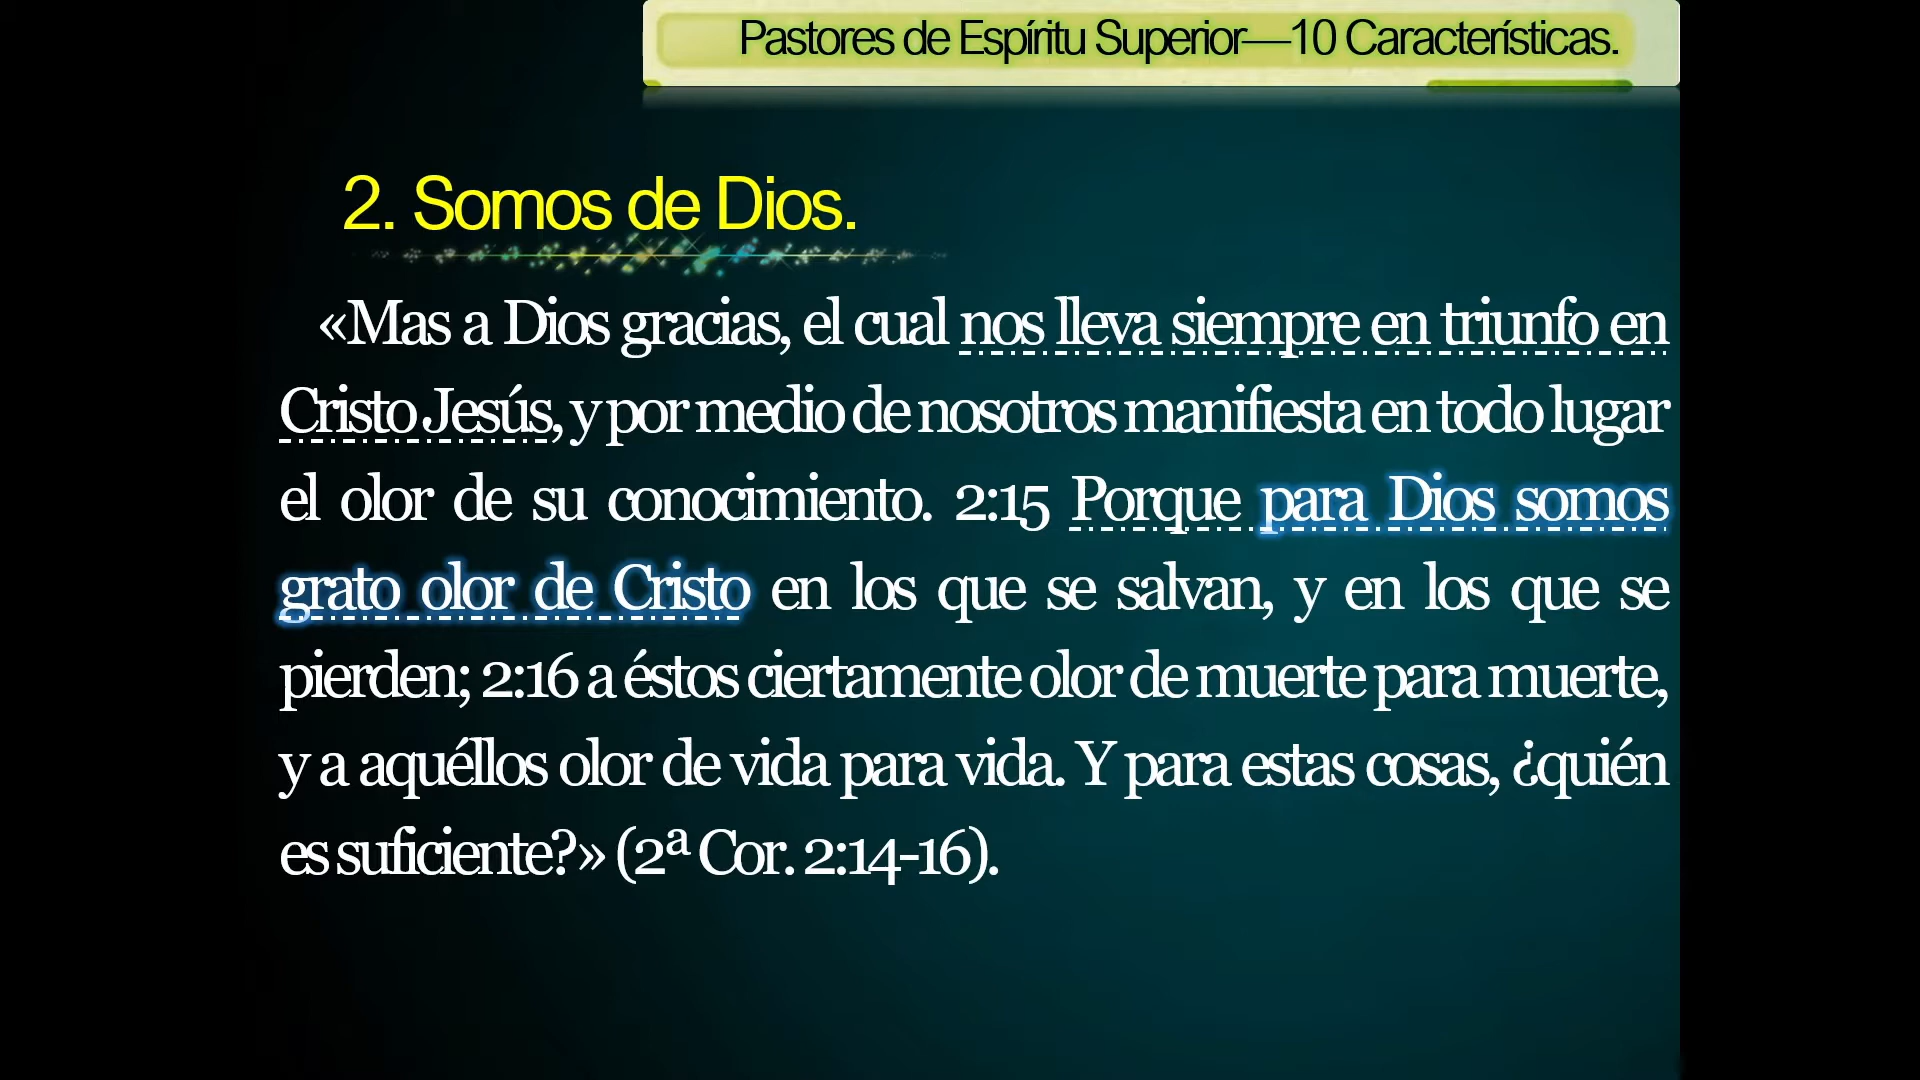 Pastores de Espíritu Superior—10 Características.
2. Somos de Dios.
«Mas a Dios gracias, el cual nos lleva siempre en triunfo en
Cristo Jesús, y por medio de nosotros manifiesta en todo lugar
el olor de su conocimiento. 2:15 Porque para Dios somos
grato olor de Cristo en los que se salvan, y en los que se
pierden; 2:16 a éstos ciertamente olor de muerte para muerte,
y a aquéllos olor de vida para vida. Y para estas cosas, ¿quién
es suficiente?» (2ª Cor. 2:14-16).